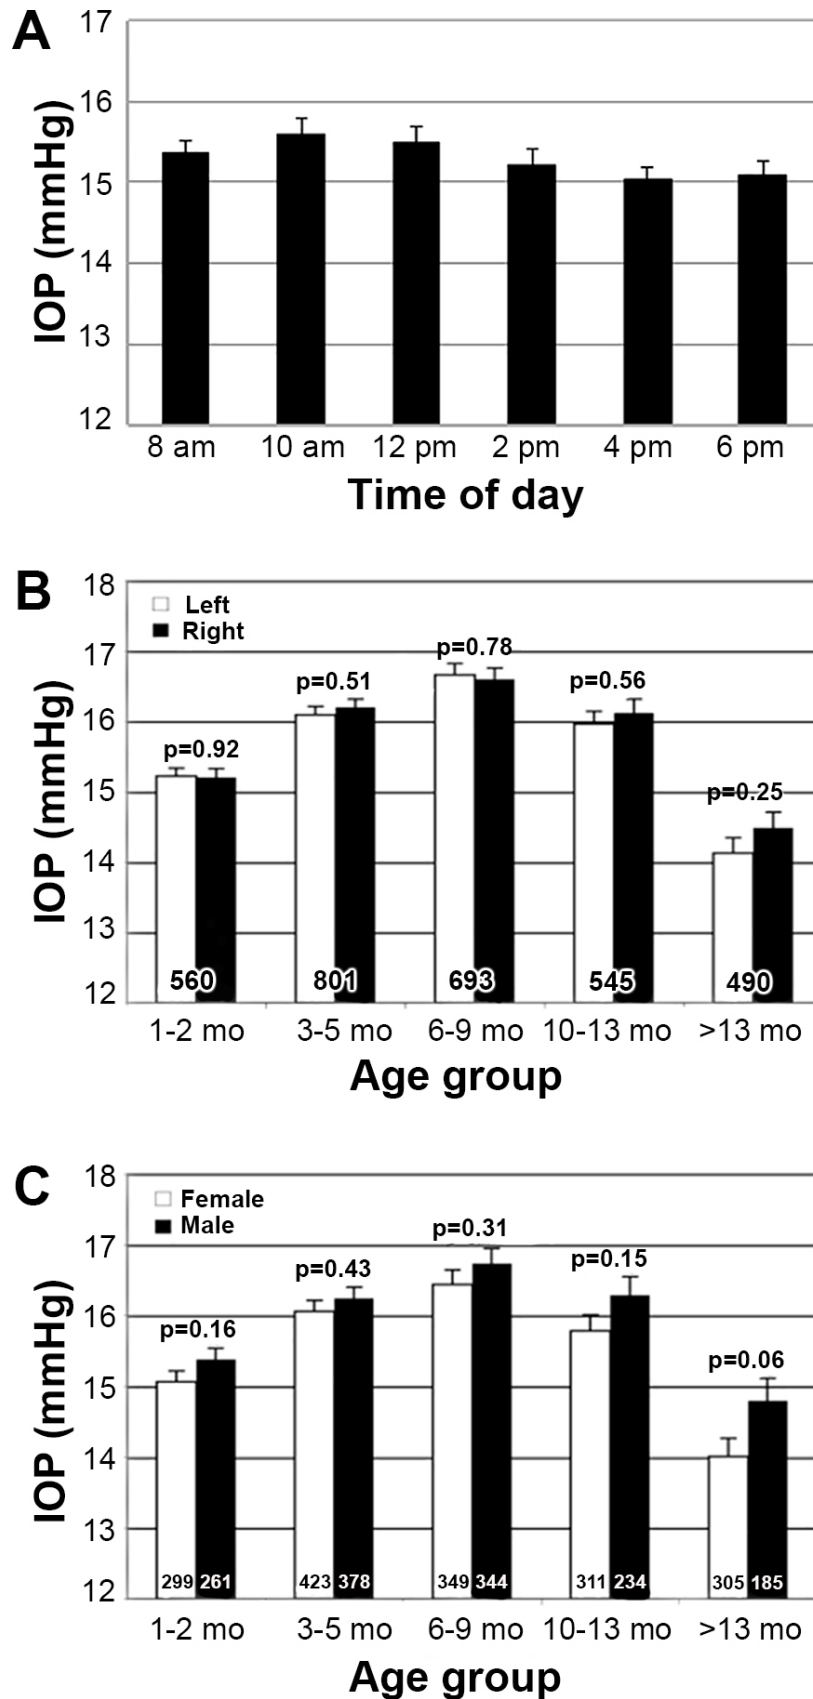 A
IOP (mmHg)
17
16
15
14
13
12
8 am 10 am 12 pm 2 pm 4 pm 6 pm
Time of day
B
IOP (mmHg)
18
17
16
15
14
13
12
Left
Right
p=0.92
p=0.51
p=0.78
p=0.56
p=0.25
560 801 693 545 490
1-2 mo 3-5 mo 6-9 mo 10-13 mo >13 mo
Age group
C
IOP (mmHg)
18
17
16
15
14
13
12
Female
Male
p=0.16
p=0.43
p=0.31
p=0.15
p=0.06
299 261 423 378 349 344 311 234 305 185
1-2 mo 3-5 mo 6-9 mo 10-13 mo >13 mo
Age group